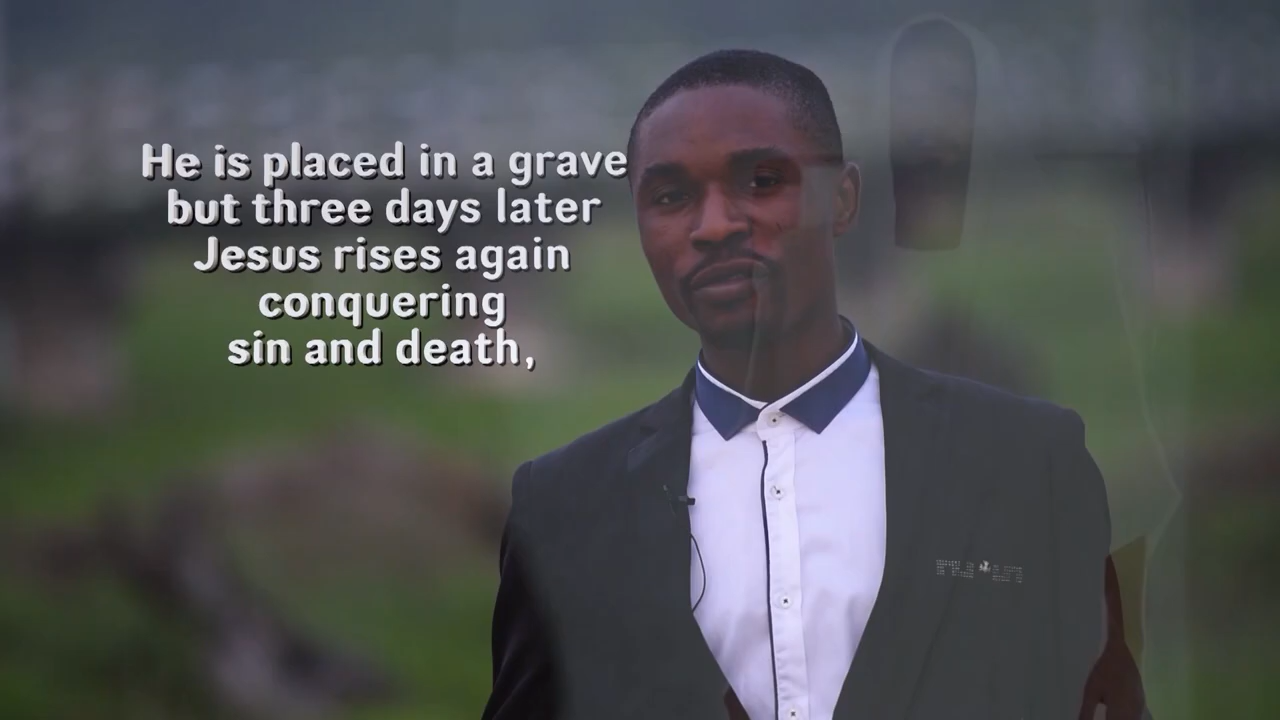 He is placed in a grave
but three days later
Jesus rises again
conquering
sin and death,